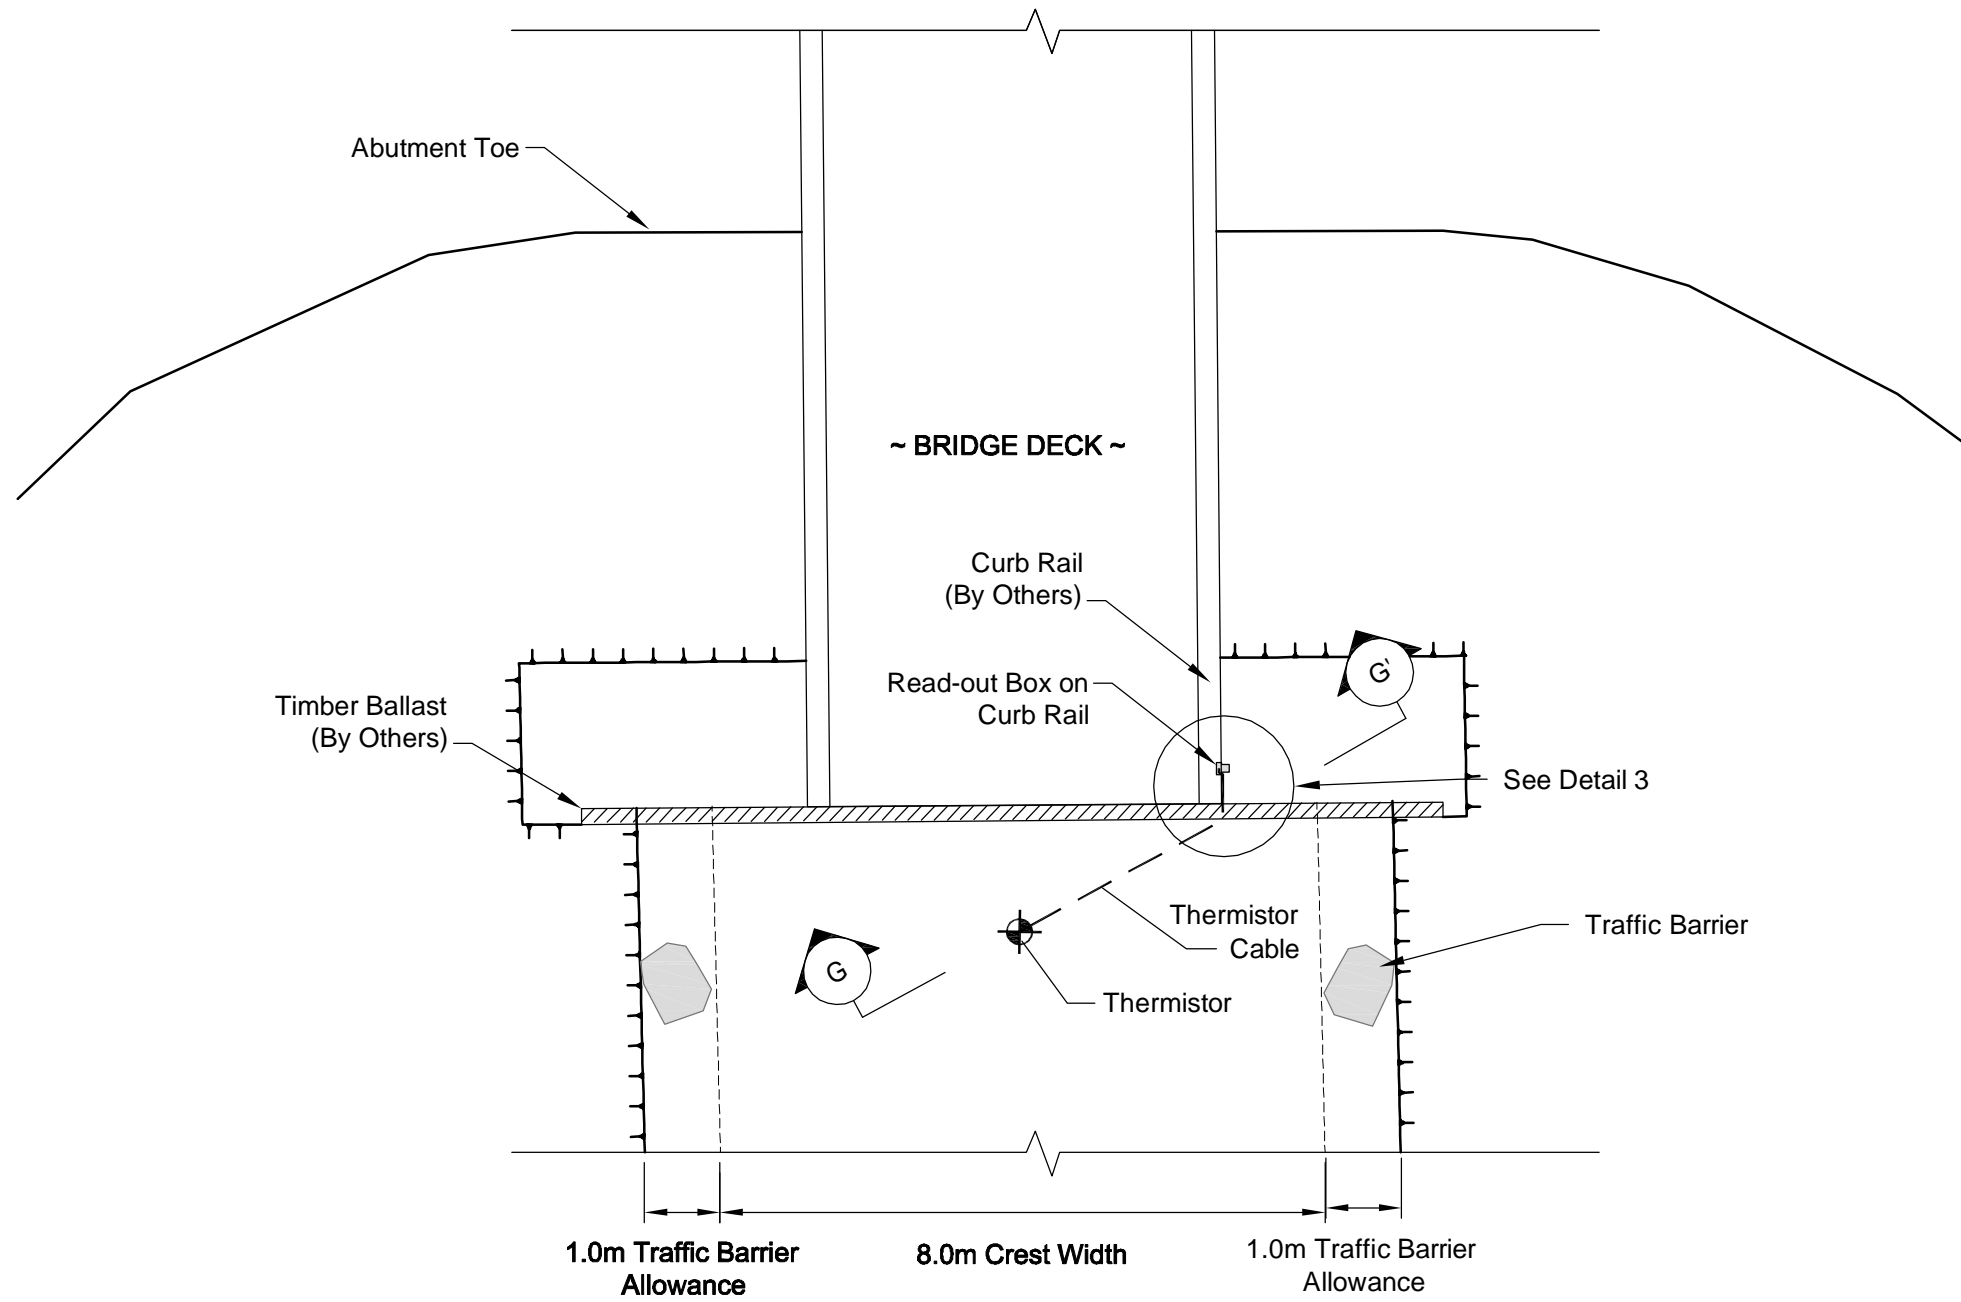 Abutment Toe
~ BRIDGE DECK ~
Curb Rail
(By Others)
G'
Read-out Box on
Curb Rail
Timber Ballast
(By Others)
See Detail 3
Thermistor
Cable
Traffic Barrier
G
Thermistor
1.0m Traffic Barrier
Allowance
8.0m Crest Width
1.0m Traffic Barrier
Allowance